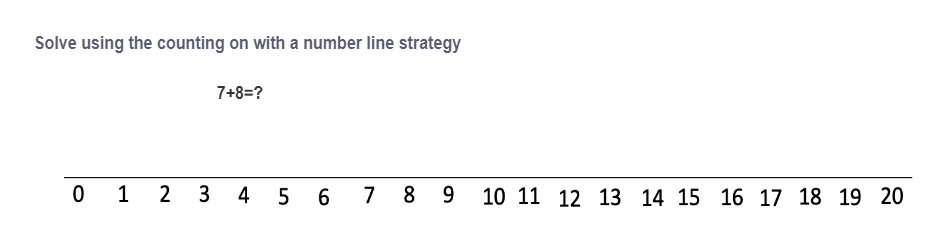 Solve using the counting on with a number line strategy
7+8=?
0 1 2 3 4 5 6 7 8 9 10 11 12 13 14 15 16 17 18 19 20